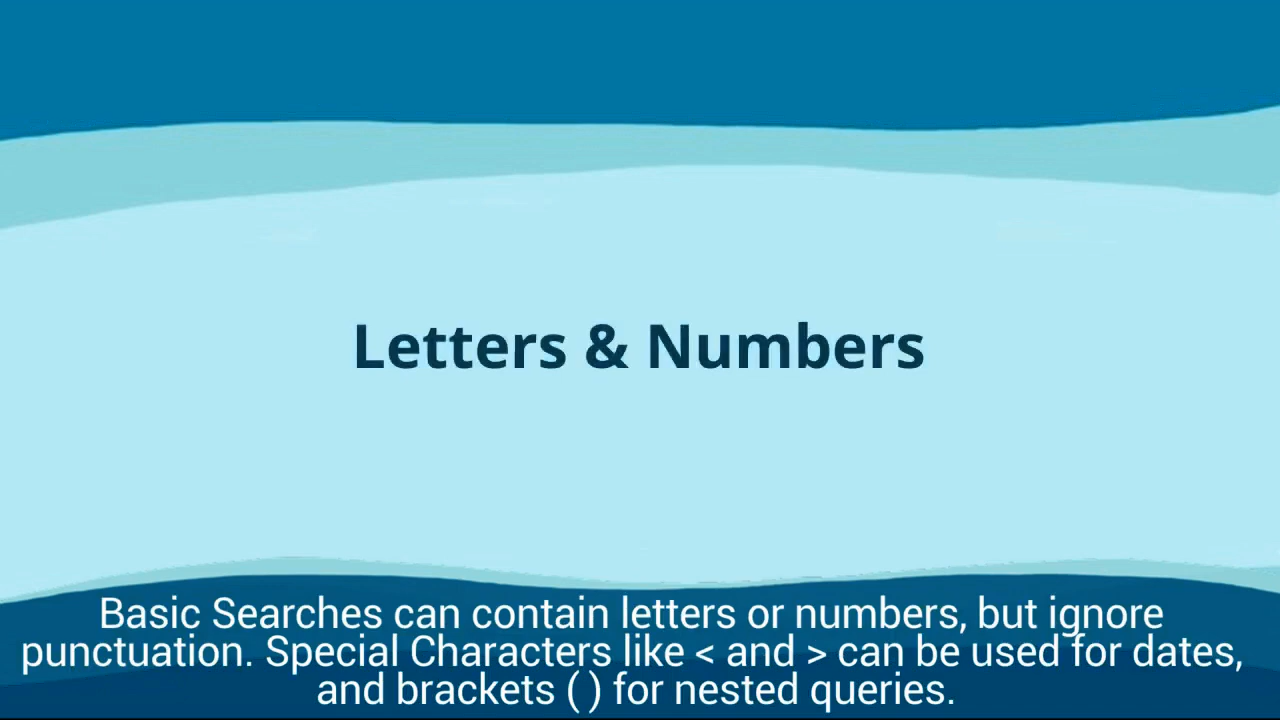 Letters & Numbers
Basic Searches can contain letters or numbers, but ignore
punctuation. Special Characters like < and > can be used for dates,
and brackets ( ) for nested queries.